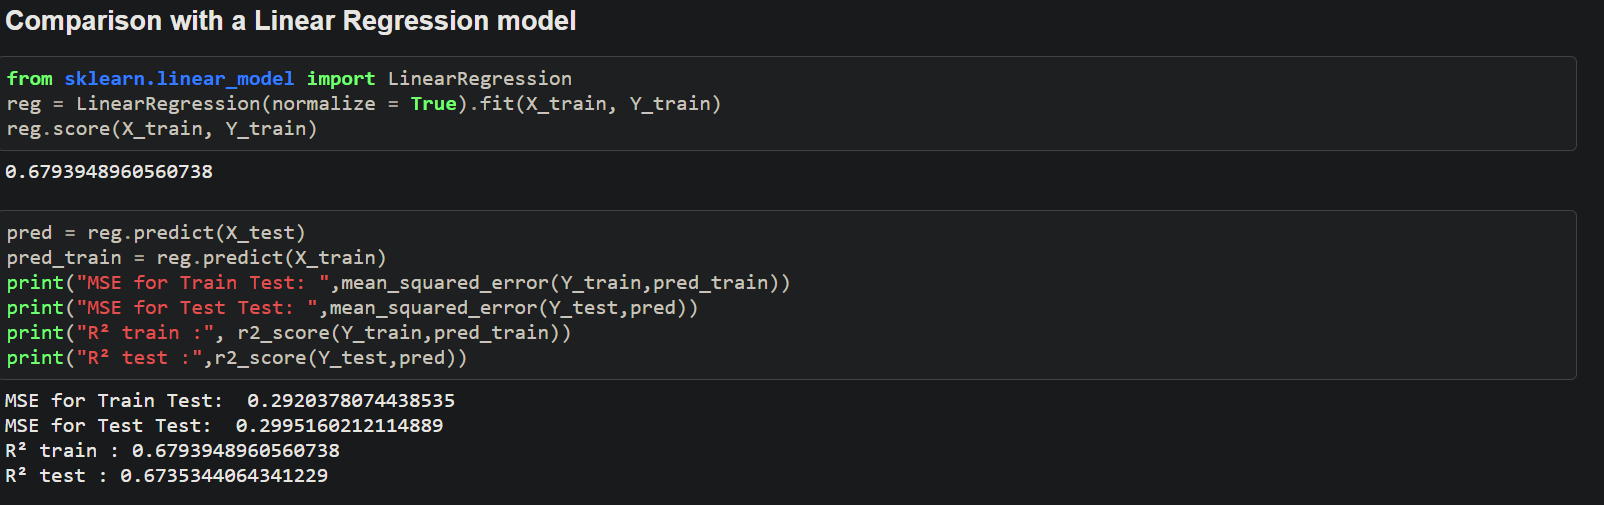 Comparison with a Linear Regression model
from sklearn.linear_model import LinearRegression
reg = LinearRegression(normalize = True).fit(X_train, Y_train)
reg.score(X_train, Y_train)
0.6793948960560738
pred = reg.predict(X_test)
pred_train = reg.predict(X_train)
print("MSE for Train Test: ",mean_squared_error(Y_train,pred_train))
print("MSE for Test Test: ",mean_squared_error(Y_test,pred))
print("R² train :", r2_score(Y_train,pred_train))
print("R² test :",r2_score(Y_test,pred))
MSE for Train Test:  0.2920378074438535
MSE for Test Test:  0.2995160212114889
R² train : 0.6793948960560738
R² test : 0.6735344064341229